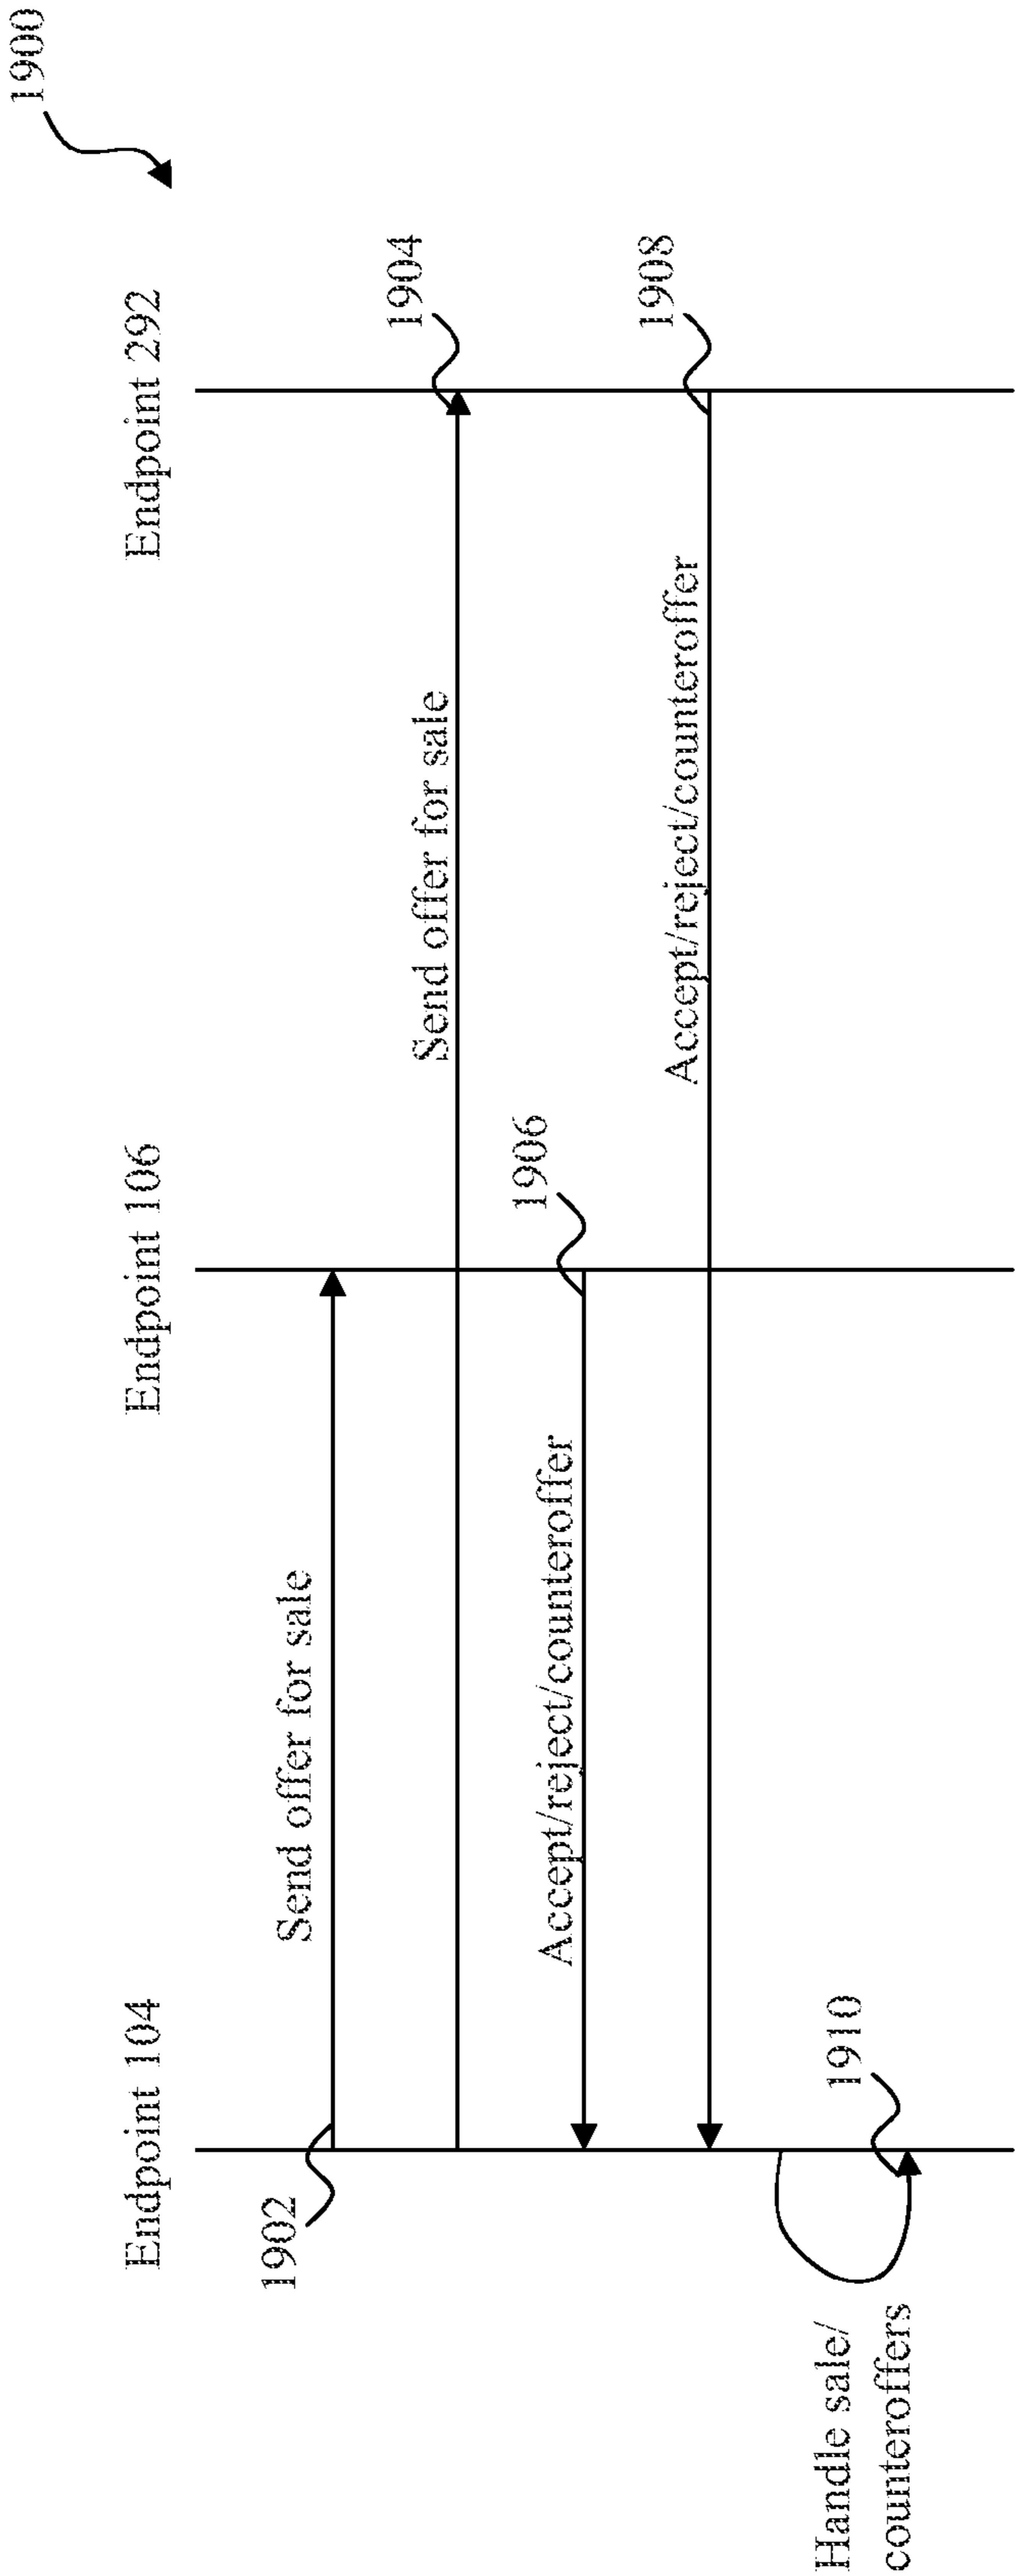 1900
Endpoint 104
Endpoint 106
Endpoint 292
1902
Send offer for sale
Send offer for sale
1904
Accept/reject/counteroffer
1906
Accept/reject/counteroffer
1908
Handle sale/
counteroffers
1910